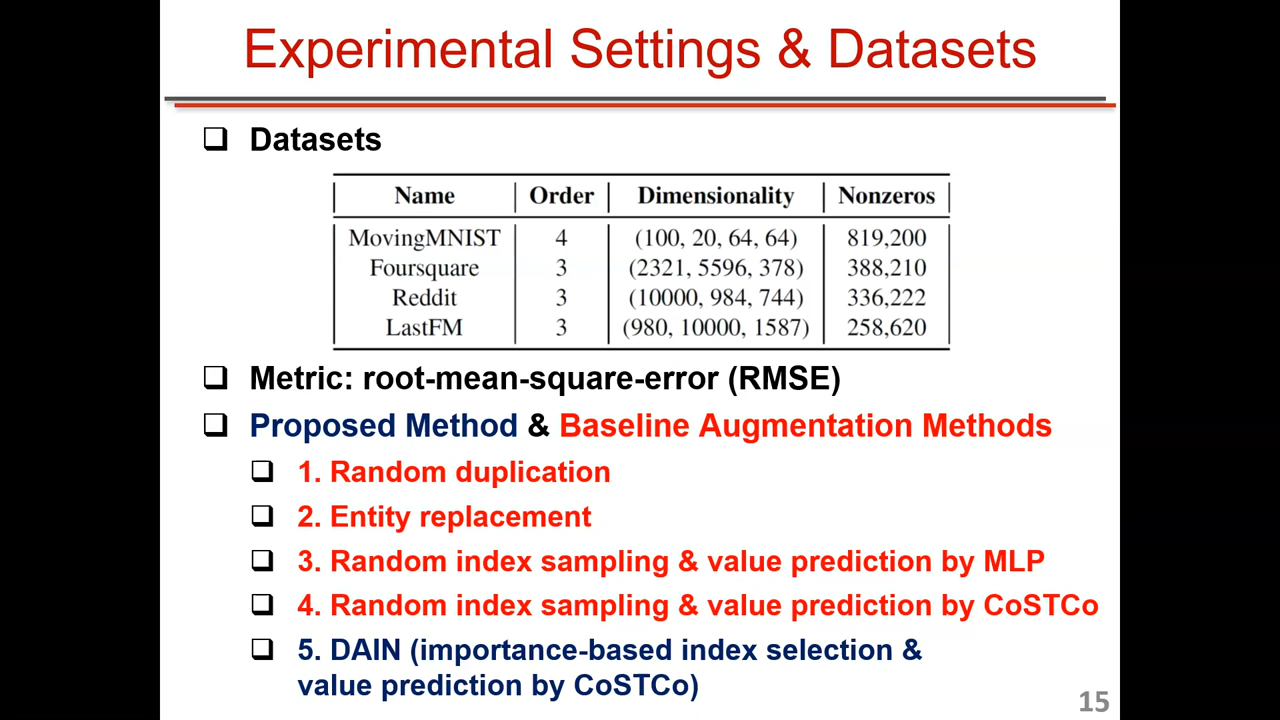 Experimental Settings & Datasets
Datasets
Name Order Dimensionality Nonzeros
MovingMNIST 4 (100, 20, 64, 64) 819,200
Foursquare 3 (2321, 5596, 378) 388,210
Reddit 3 (10000, 984, 744) 336,222
LastFM 3 (980, 10000, 1587) 258,620
Metric: root-mean-square-error (RMSE)
Proposed Method & Baseline Augmentation Methods
1. Random duplication
2. Entity replacement
3. Random index sampling & value prediction by MLP
4. Random index sampling & value prediction by CoSTCo
5. DAIN (importance-based index selection &
value prediction by CoSTCo)
15